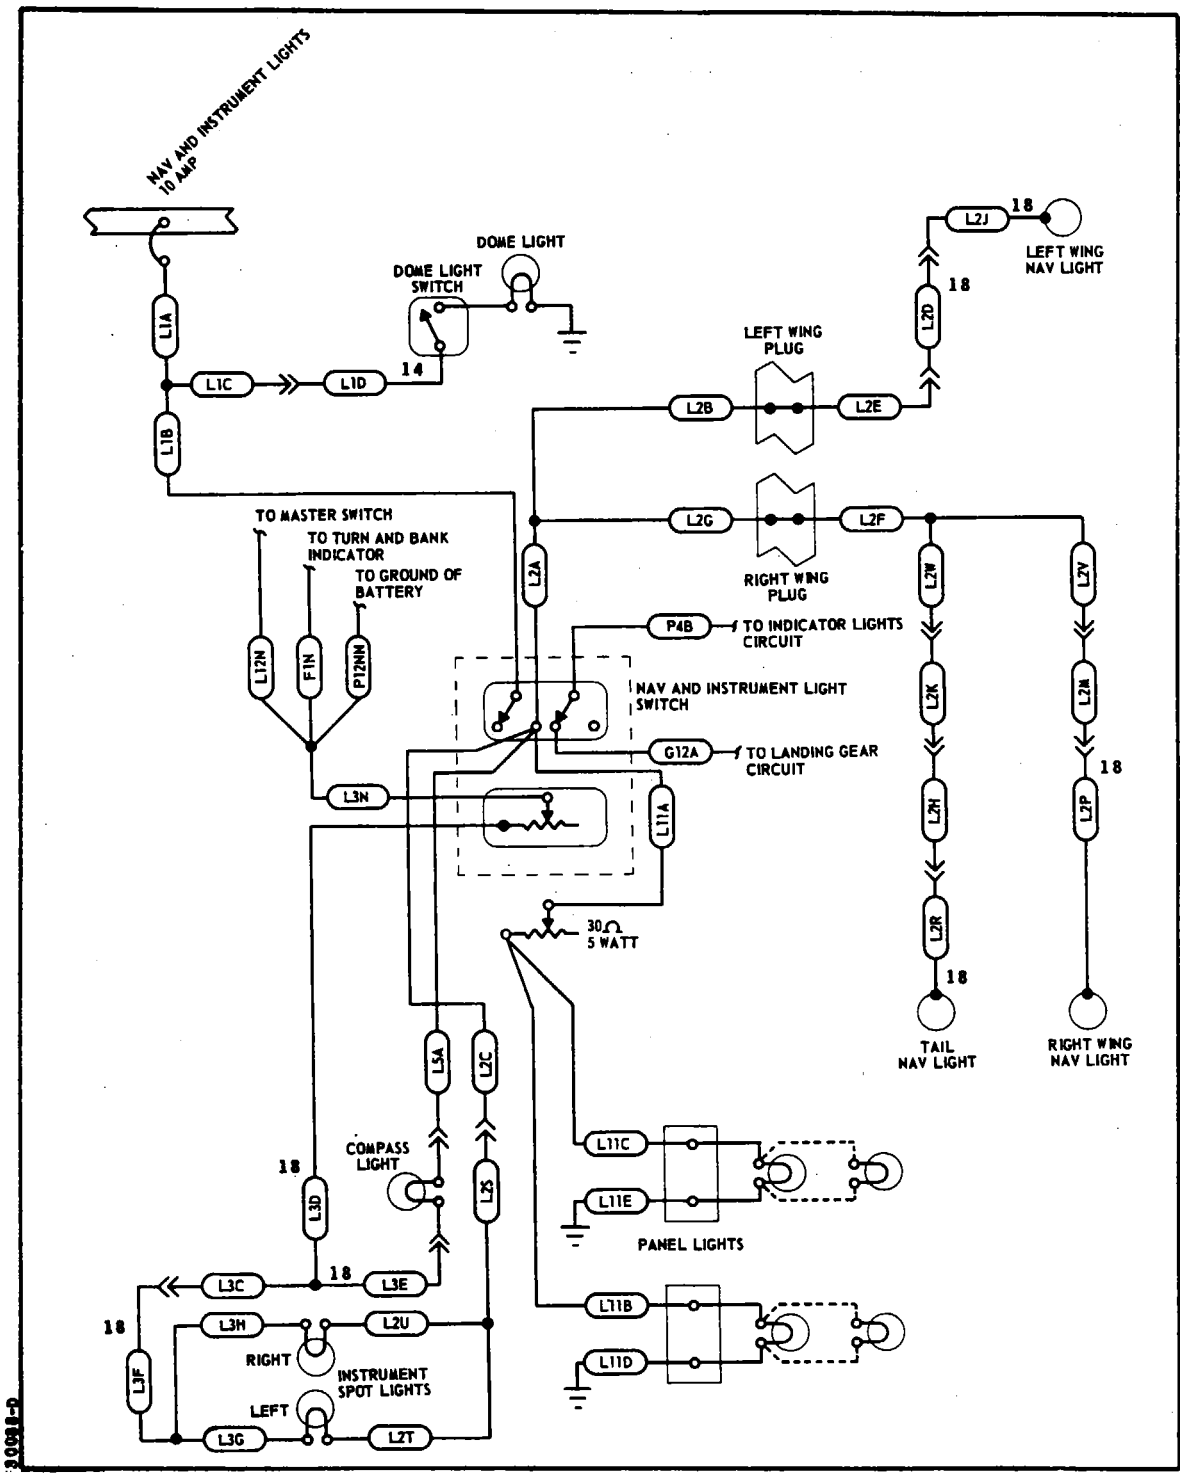 NAV AND INSTRUMENT LIGHTS
10 AMP
DOME LIGHT
DOME LIGHT
SWITCH
L1A
L1C
L1D
14
L1B
L2J
18
LEFT WING
NAV LIGHT
18
L2D
LEFT WING
PLUG
L2B
L2E
L2G
L2F
RIGHT WING
PLUG
TO MASTER SWITCH
TO TURN AND BANK
INDICATOR
TO GROUND OF
BATTERY
L2A
L2W
L2V
P4B
TO INDICATOR LIGHTS
CIRCUIT
L12N
F1N
P12NN
NAV AND INSTRUMENT LIGHT
SWITCH
L2K
L2M
G12A
TO LANDING GEAR
CIRCUIT
18
L3N
L11A
L2H
L2P
30Ω
5 WATT
L2R
18
TAIL
NAV LIGHT
RIGHT WING
NAV LIGHT
L5A
L2C
COMPASS
LIGHT
18
L3D
L2S
L11C
L11E
PANEL LIGHTS
L3C
18
L3E
18
L3H
L2U
RIGHT
INSTRUMENT
SPOT LIGHTS
L3F
LEFT
L3G
L2T
L11B
L11D